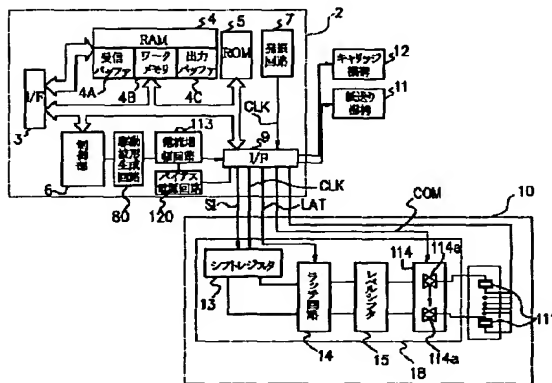 4
5
7
2
RAM
受信
バッファ
ワーク
メモリ
出力
バッファ
ROM
発振
回路
キャリッジ
機構
12
I/F
4A
4B
4C
紙送り
機構
11
CLK
3
113
9
制御部
駆動
波形
生成
回路
電流増
幅回路
I/F
バイアス
電源回路
6
80
120
SI
CLK
LAT
COM
10
シフトレジスタ
13
114
114a
ラッチ回路
レベルシフタ
114a
111
14
15
18